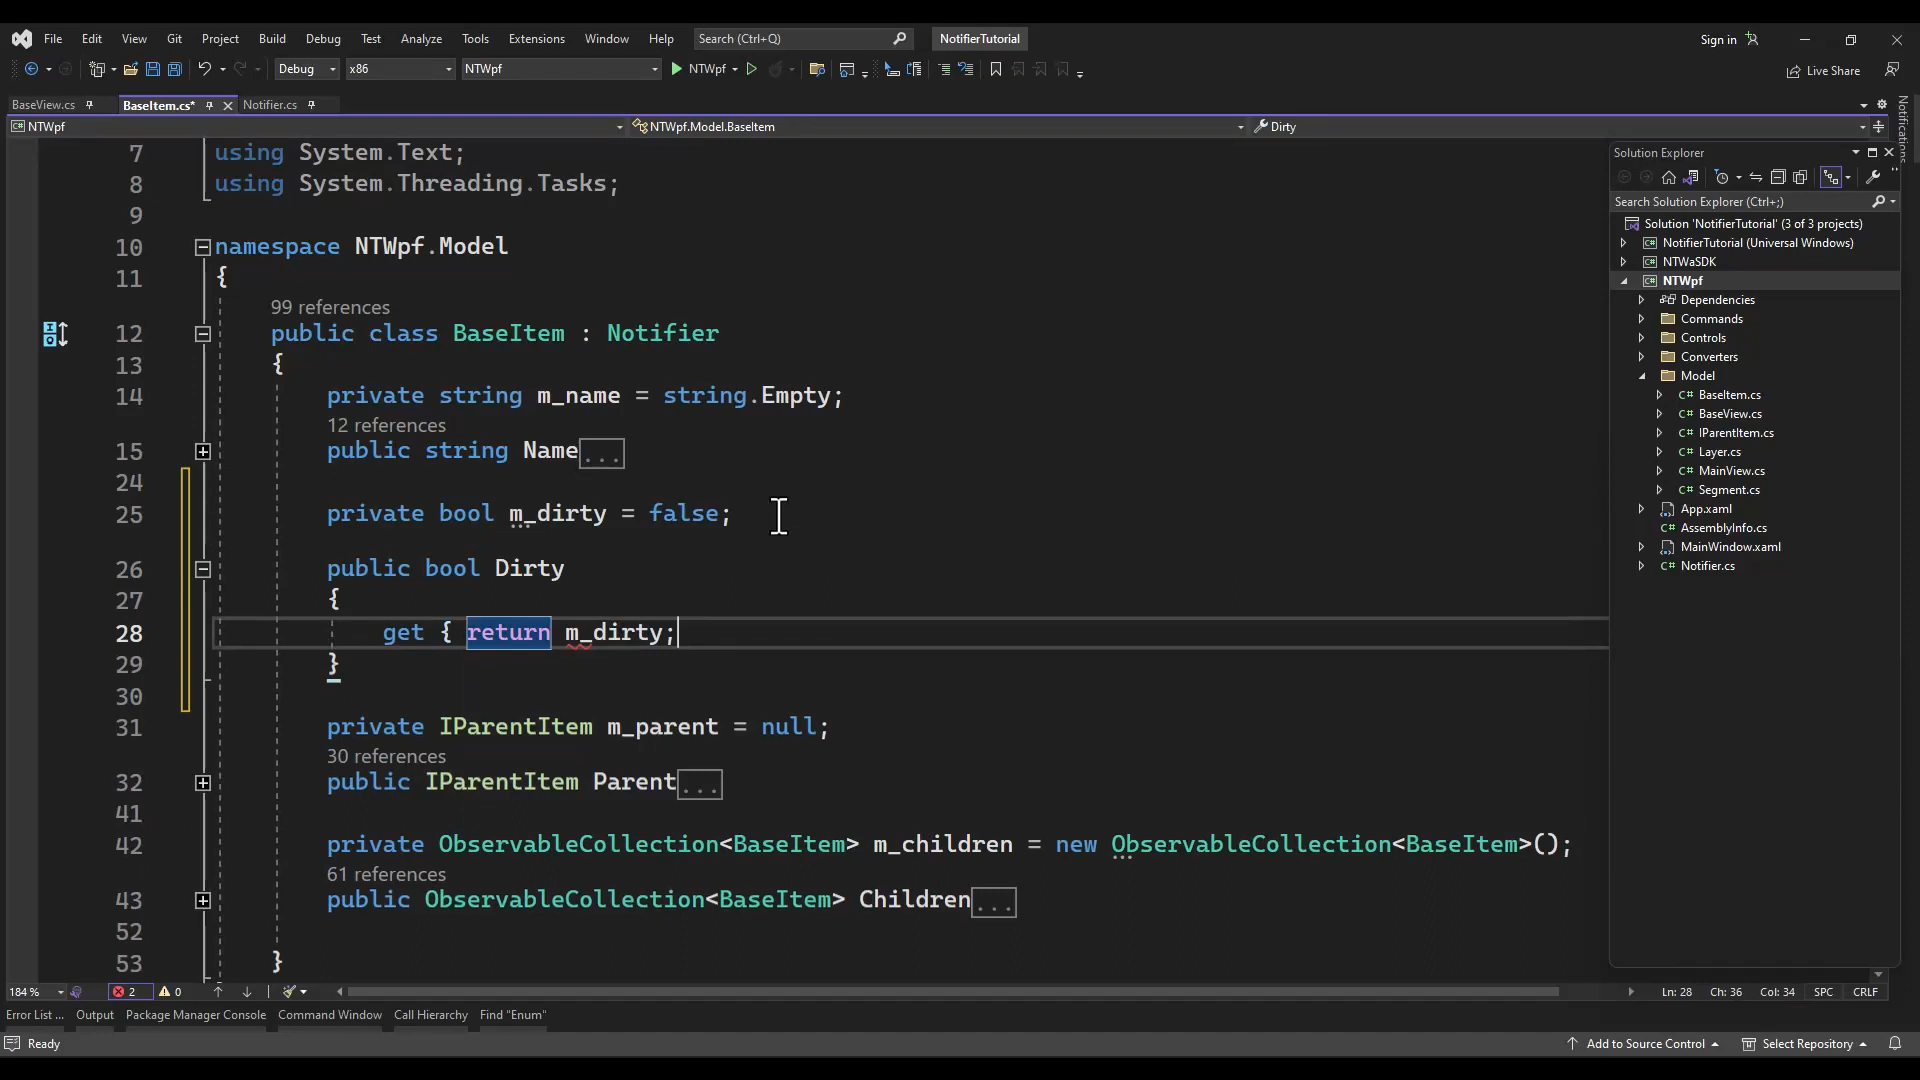 File Edit View Git Project Build Debug Test Analyze Tools Extensions Window Help Search (Ctrl+Q) NotifierTutorial Sign in
Debug x86 NTWpf NTWpf Live Share
BaseView.cs BaseItem.cs* Notifier.cs
NTWpf NTWpf.Model.BaseItem Dirty
Notifications
7 using System.Text;
8 using System.Threading.Tasks;
9
10 namespace NTWpf.Model
11 {
99 references
12 public class BaseItem : Notifier
13 {
14 private string m_name = string.Empty;
12 references
15 public string Name...
24
25 private bool m_dirty = false;
26 public bool Dirty
27 {
28 get { return m_dirty;
29 }
30
31 private IParentItem m_parent = null;
30 references
32 public IParentItem Parent...
41
42 private ObservableCollection<BaseItem> m_children = new ObservableCollection<BaseItem>();
61 references
43 public ObservableCollection<BaseItem> Children...
52
53 }
Solution Explorer
Search Solution Explorer (Ctrl+;)
Solution 'NotifierTutorial' (3 of 3 projects)
C# NotifierTutorial (Universal Windows)
C# NTWaSDK
C# NTWpf
Dependencies
Commands
Controls
Converters
Model
C# BaseItem.cs
C# BaseView.cs
C# IParentItem.cs
C# Layer.cs
C# MainView.cs
C# Segment.cs
App.xaml
C# AssemblyInfo.cs
MainWindow.xaml
C# Notifier.cs
184 % 2 0 Ln: 28 Ch: 36 Col: 34 SPC CRLF
Error List ... Output Package Manager Console Command Window Call Hierarchy Find "Enum"
Ready Add to Source Control Select Repository